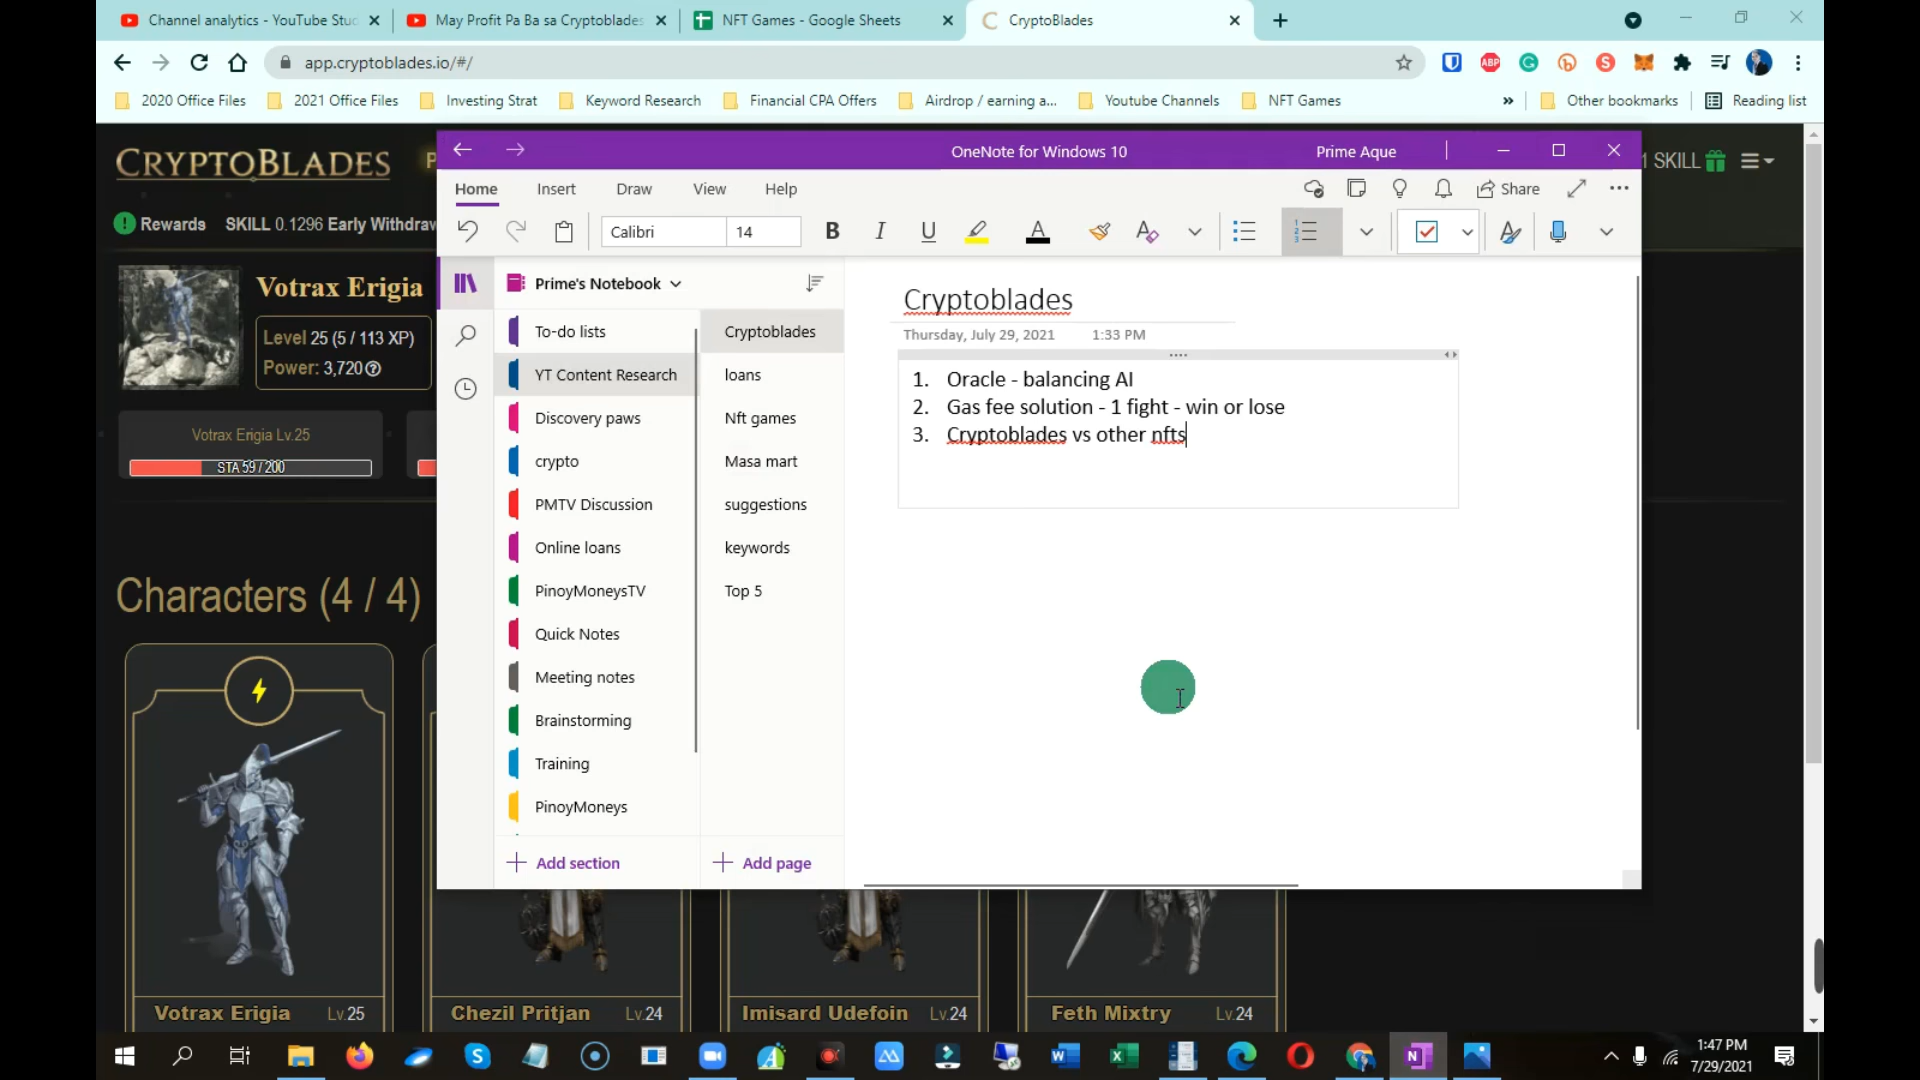 Channel analytics - YouTube Stu
May Profit Pa Ba sa Cryptoblades
NFT Games - Google Sheets
CryptoBlades
app.cryptoblades.io/#/
2020 Office Files
2021 Office Files
Investing Strat
Keyword Research
Financial CPA Offers
Airdrop / earning a...
Youtube Channels
NFT Games
Other bookmarks
Reading list
CRYPTOBLADES
P
1 SKILL
Rewards SKILL 0.1296 Early Withdraw
Votrax Erigia
Level 25 (5 / 113 XP)
Power: 3,720
Votrax Erigia Lv.25
STA 59 / 200
Characters (4 / 4)
OneNote for Windows 10
Prime Aque
Home Insert Draw View Help
Share
Calibri 14 B I U A
Prime's Notebook
To-do lists
YT Content Research
Discovery paws
crypto
PMTV Discussion
Online loans
PinoyMoneysTV
Quick Notes
Meeting notes
Brainstorming
Training
PinoyMoneys
Add section
Cryptoblades
loans
Nft games
Masa mart
suggestions
keywords
Top 5
Add page
Cryptoblades
Thursday, July 29, 2021 1:33 PM
1. Oracle - balancing AI
2. Gas fee solution - 1 fight - win or lose
3. Cryptoblades vs other nfts
Votrax Erigia Lv.25
Chezil Pritjan Lv.24
Imisard Udefoin Lv.24
Feth Mixtry Lv.24
1:47 PM
7/29/2021